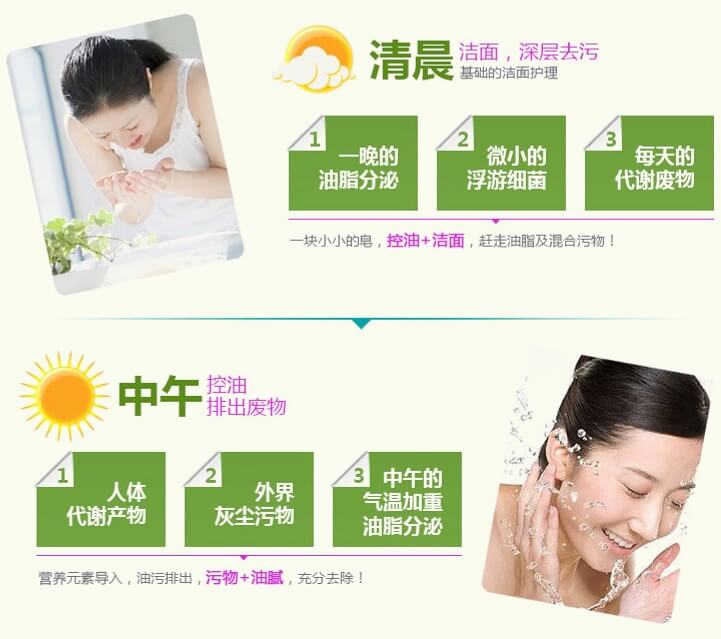 清晨
洁面，深层去污
基础的洁面护理
1
一晚的
油脂分泌
2
微小的
浮游细菌
3
每天的
代谢废物
一块小小的皂，控油+洁面，赶走油脂及混合污物！
中午
控油
排出废物
1
人体
代谢产物
2
外界
灰尘污物
3
中午的
气温加重
油脂分泌
营养元素导入，油污排出，污物+油腻，充分去除！